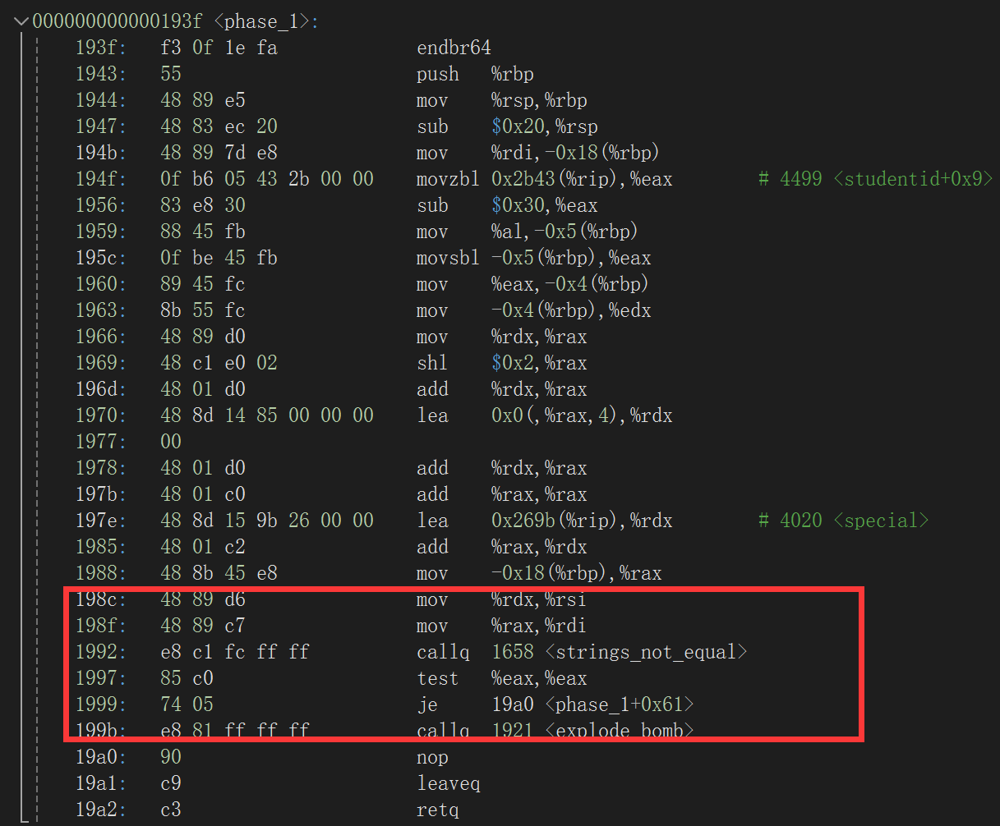 000000000000193f <phase_1>:
193f: f3 0f 1e fa endbr64
1943: 55 push %rbp
1944: 48 89 e5 mov %rsp,%rbp
1947: 48 83 ec 20 sub $0x20,%rsp
194b: 48 89 7d e8 mov %rdi,-0x18(%rbp)
194f: 0f b6 05 43 2b 00 00 movzbl 0x2b43(%rip),%eax # 4499 <studentid+0x9>
1956: 83 e8 30 sub $0x30,%eax
1959: 88 45 fb mov %al,-0x5(%rbp)
195c: 0f be 45 fb movsbl -0x5(%rbp),%eax
1960: 89 45 fc mov %eax,-0x4(%rbp)
1963: 8b 55 fc mov -0x4(%rbp),%edx
1966: 48 89 d0 mov %rdx,%rax
1969: 48 c1 e0 02 shl $0x2,%rax
196d: 48 01 d0 add %rdx,%rax
1970: 48 8d 14 85 00 00 00 lea 0x0(,%rax,4),%rdx
1977: 00
1978: 48 01 d0 add %rdx,%rax
197b: 48 01 c0 add %rax,%rax
197e: 48 8d 15 9b 26 00 00 lea 0x269b(%rip),%rdx # 4020 <special>
1985: 48 01 c2 add %rax,%rdx
1988: 48 8b 45 e8 mov -0x18(%rbp),%rax
198c: 48 89 d6 mov %rdx,%rsi
198f: 48 89 c7 mov %rax,%rdi
1992: e8 c1 fc ff ff callq 1658 <strings_not_equal>
1997: 85 c0 test %eax,%eax
1999: 74 05 je 19a0 <phase_1+0x61>
199b: e8 81 ff ff ff callq 1921 <explode_bomb>
19a0: 90 nop
19a1: c9 leaveq
19a2: c3 retq